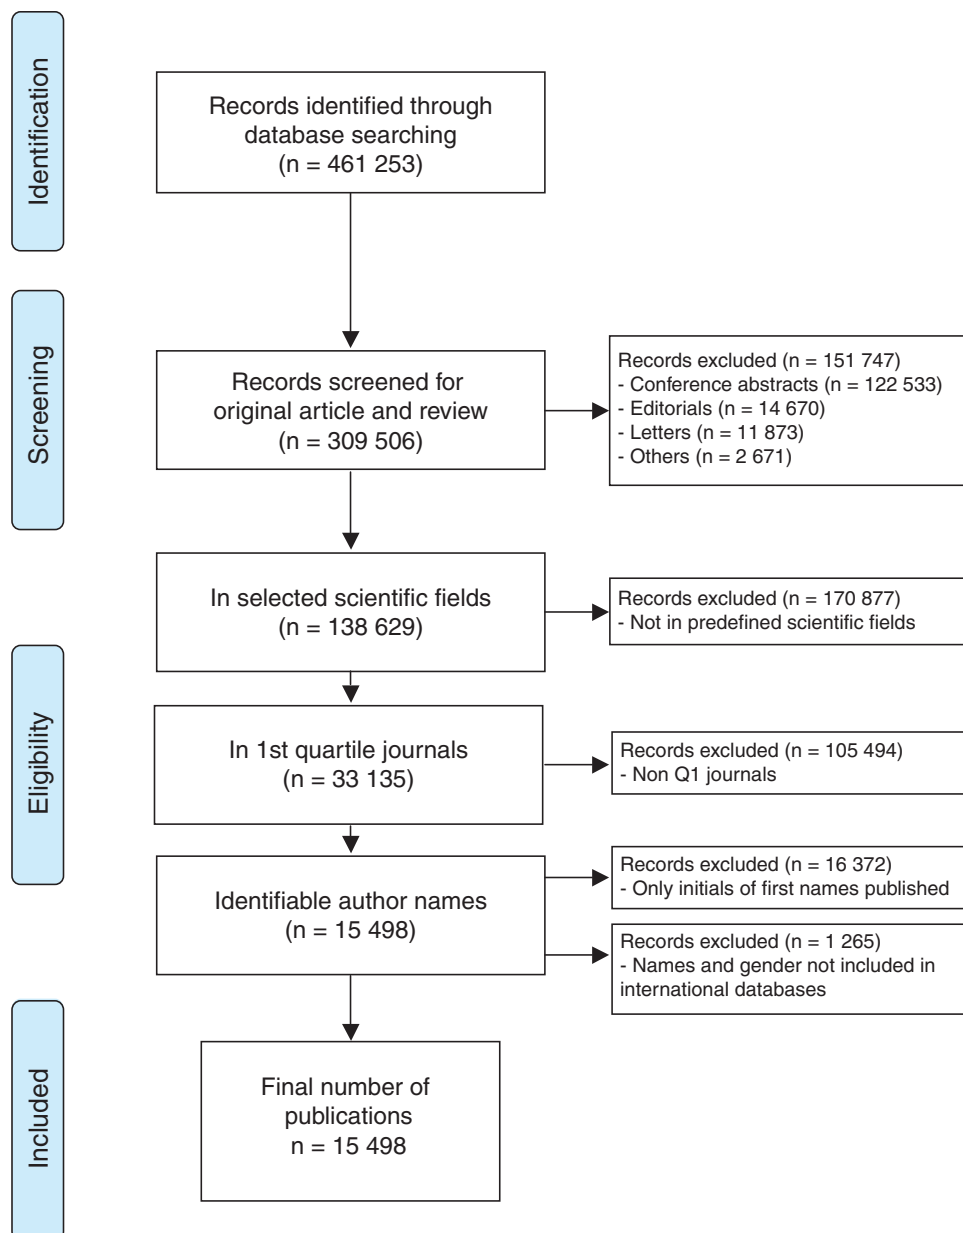 Identification
Records identified through
database searching
(n = 461 253)
Screening
Records screened for
original article and review
(n = 309 506)
Records excluded (n = 151 747)
- Conference abstracts (n = 122 533)
- Editorials (n = 14 670)
- Letters (n = 11 873)
- Others (n = 2 671)
In selected scientific fields
(n = 138 629)
Records excluded (n = 170 877)
- Not in predefined scientific fields
Eligibility
In 1st quartile journals
(n = 33 135)
Records excluded (n = 105 494)
- Non Q1 journals
Identifiable author names
(n = 15 498)
Records excluded (n = 16 372)
- Only initials of first names published
Records excluded (n = 1 265)
- Names and gender not included in
international databases
Included
Final number of
publications
n = 15 498